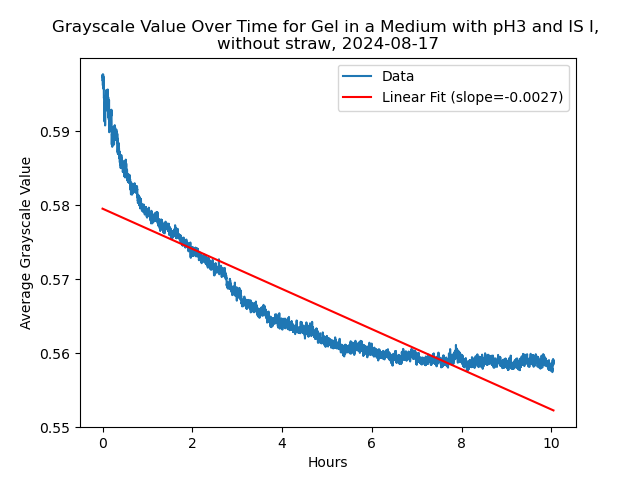 Grayscale Value Over Time for Gel in a Medium with pH3 and IS I,
without straw, 2024-08-17
Data
Linear Fit (slope=-0.0027)
Average Grayscale Value
0.59
0.58
0.57
0.56
0.55
0
2
4
6
8
10
Hours